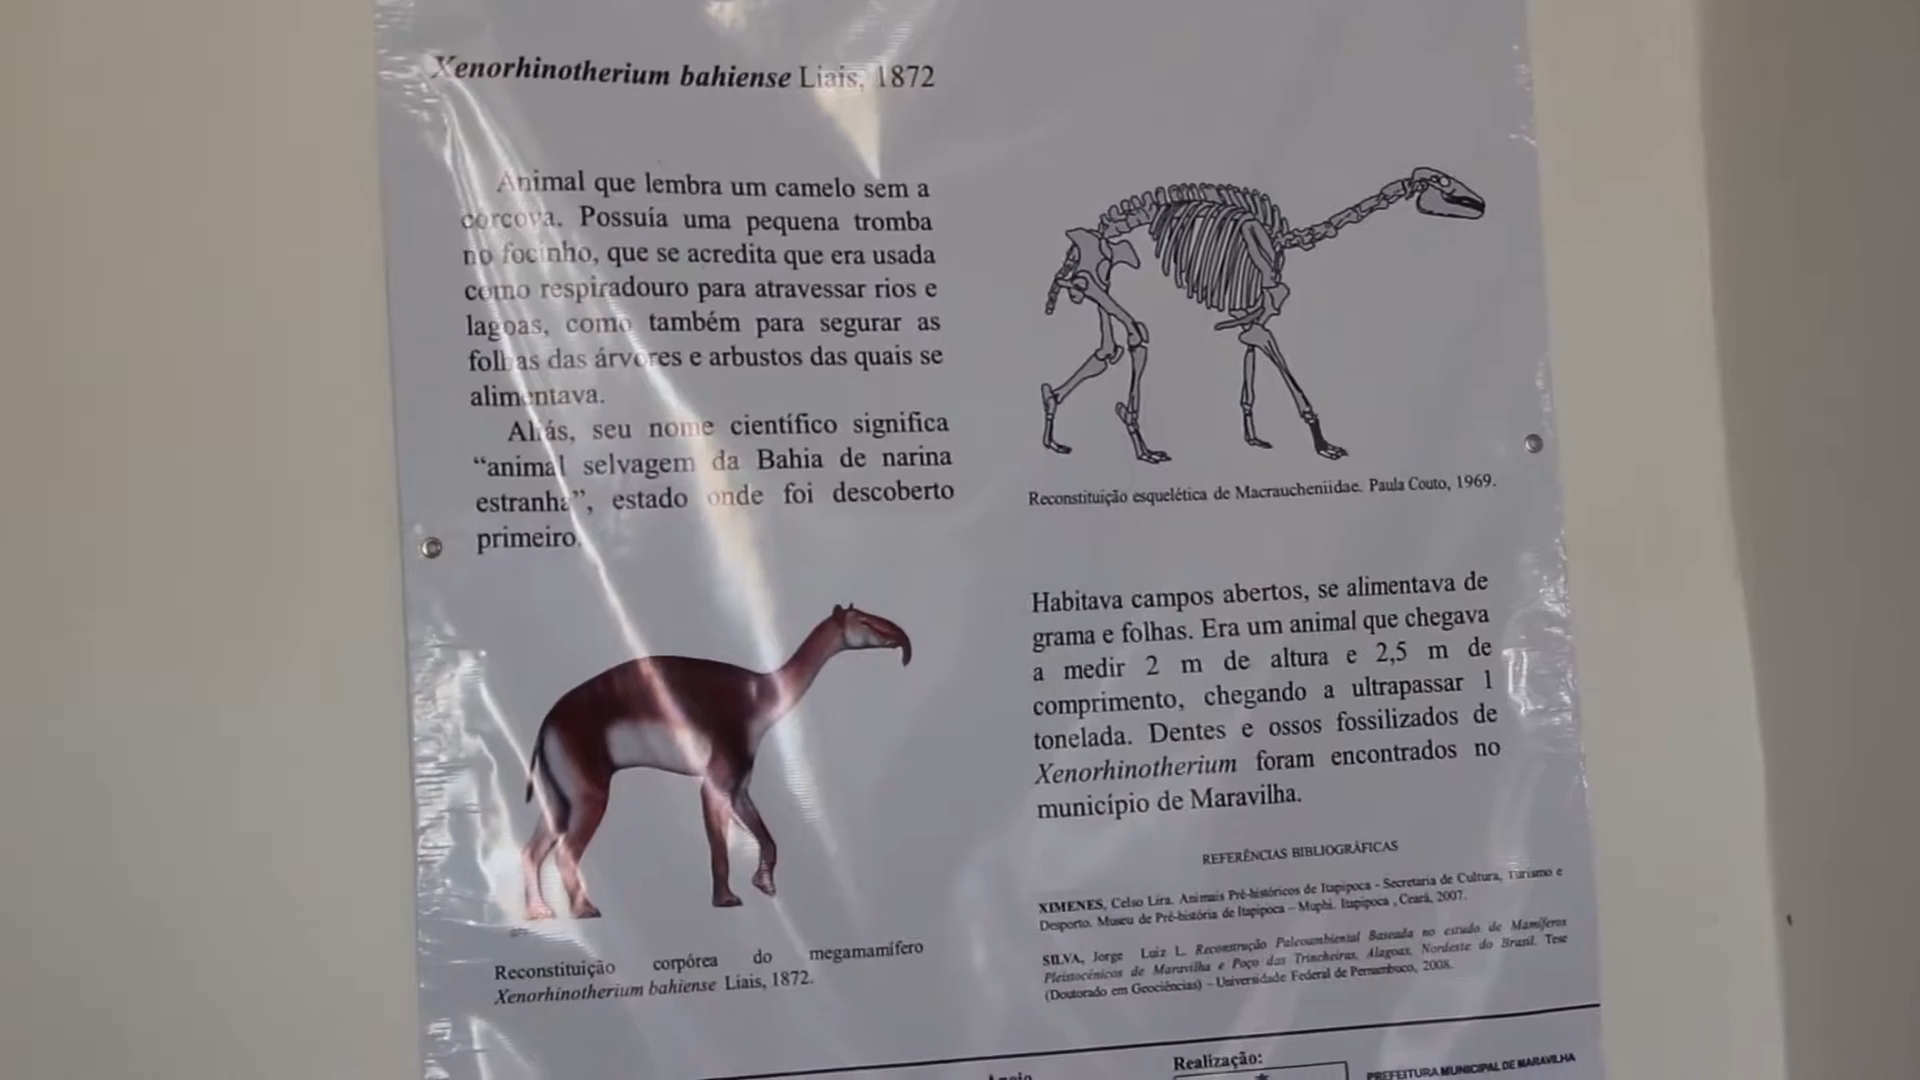 Xenorhinotherium bahiense Liais, 1872
Animal que lembra um camelo sem a
corcova. Possuía uma pequena tromba
no focinho, que se acredita que era usada
como respiradouro para atravessar rios e
lagoas, como também para segurar as
folhas das árvores e arbustos das quais se
alimentava.
Aliás, seu nome científico significa
“animal selvagem da Bahia de narina
estranha”, estado onde foi descoberto
primeiro.
Reconstituição corpórea do megamamífero
Xenorhinotherium bahiense Liais, 1872.
Reconstituição esquelética de Macraucheniidae. Paula Couto, 1969.
Habitava campos abertos, se alimentava de
grama e folhas. Era um animal que chegava
a medir 2 m de altura e 2,5 m de
comprimento, chegando a ultrapassar 1
tonelada. Dentes e ossos fossilizados de
Xenorhinotherium foram encontrados no
município de Maravilha.
REFERÊNCIAS BIBLIOGRÁFICAS
XIMENES, Celso Lira. Animais Pré-históricos de Itapipoca - Secretaria de Cultura, Turismo e
Desporto. Museu de Pré-história de Itapipoca – Muphi. Itapipoca , Ceará, 2007.
SILVA, Jorge Luiz L. Reconstrução Paleoambiental Baseada no estudo de Mamíferos
Pleistocênicos de Maravilha e Poço das Trincheiras, Alagoas, Nordeste do Brasil. Tese
(Doutorado em Geociências) – Universidade Federal de Pernambuco, 2008.
Realização:
PREFEITURA MUNICIPAL DE MARAVILHA